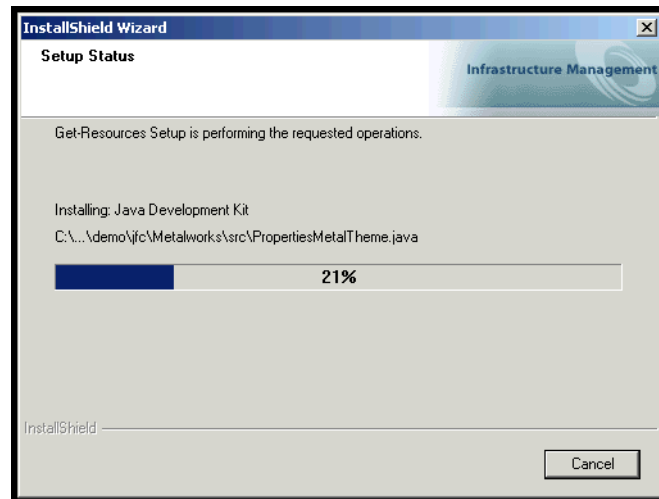 InstallShield Wizard
Setup Status
Infrastructure Management
Get-Resources Setup is performing the requested operations.
Installing: Java Development Kit
C:\...\demo\jfc\Metalworks\src\PropertiesMetalTheme.java
21%
InstallShield
Cancel